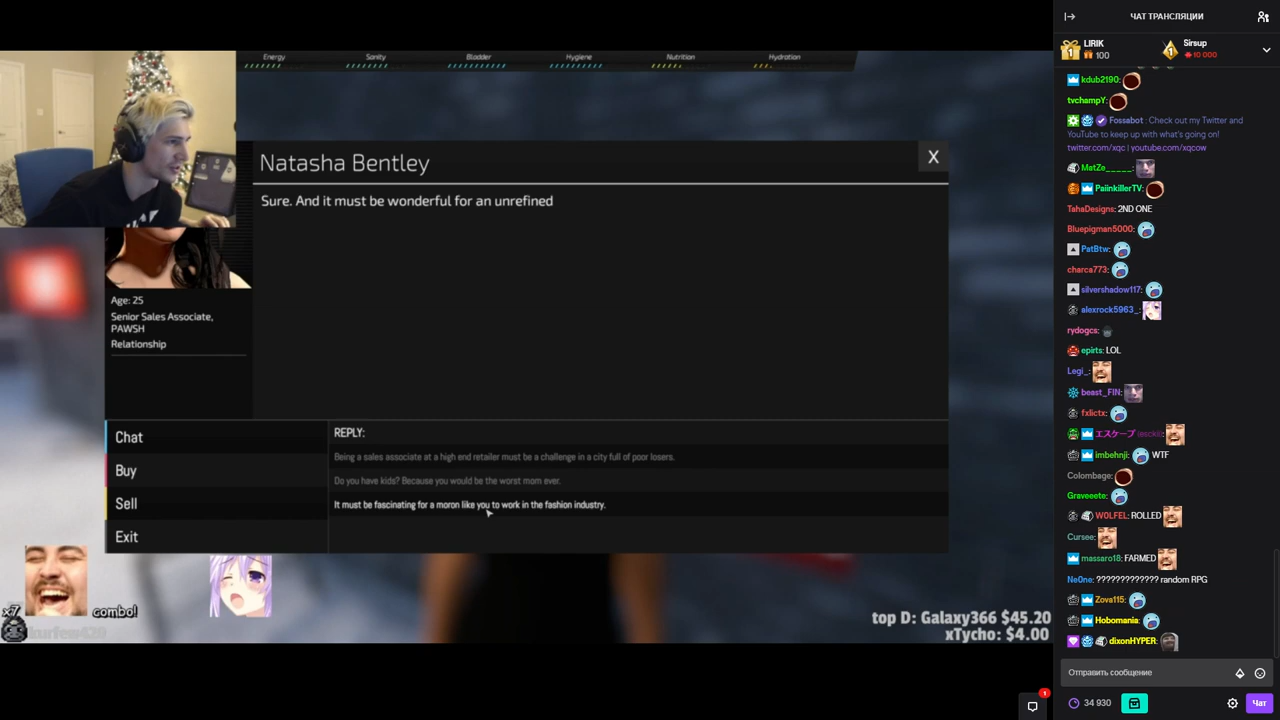 Energy
Sanity
Bladder
Hygiene
Nutrition
Hydration
Natasha Bentley
X
Sure. And it must be wonderful for an unrefined
Age: 25
Senior Sales Associate,
PAWSH
Relationship
Chat
Buy
Sell
Exit
REPLY:
Being a sales associate at a high end retailer must be a challenge in a city full of poor losers.
Do you have kids? Because you would be the worst mom ever.
It must be fascinating for a moron like you to work in the fashion industry.
x7
combo!
kurfew420
top D: Galaxy366 $45.20
xTycho: $4.00
ЧАТ ТРАНСЛЯЦИИ
LIRIK
100
Sirsup
10 000
kdub2190:
tvchampY:
Fossabot : Check out my Twitter and
YouTube to keep up with what's going on!
twitter.com/xqc | youtube.com/xqcow
MatZe_____:
PaiinkillerTV:
TahaDesigns: 2ND ONE
Bluepigman5000:
PatBtw:
charca773:
silvershadow117:
alexrock5963_:
rydogcs:
epirts: LOL
Legi_:
beast_FIN:
fxlictx:
エスケープ
imbehnji: WTF
Colombage:
Graveeete:
W0LFEL: ROLLED
Cursee:
massaro18: FARMED
Ne0ne: ????????????? random RPG
Zova115:
Hobomania:
dixonHYPER:
Отправить сообщение
1
34 930
Чат